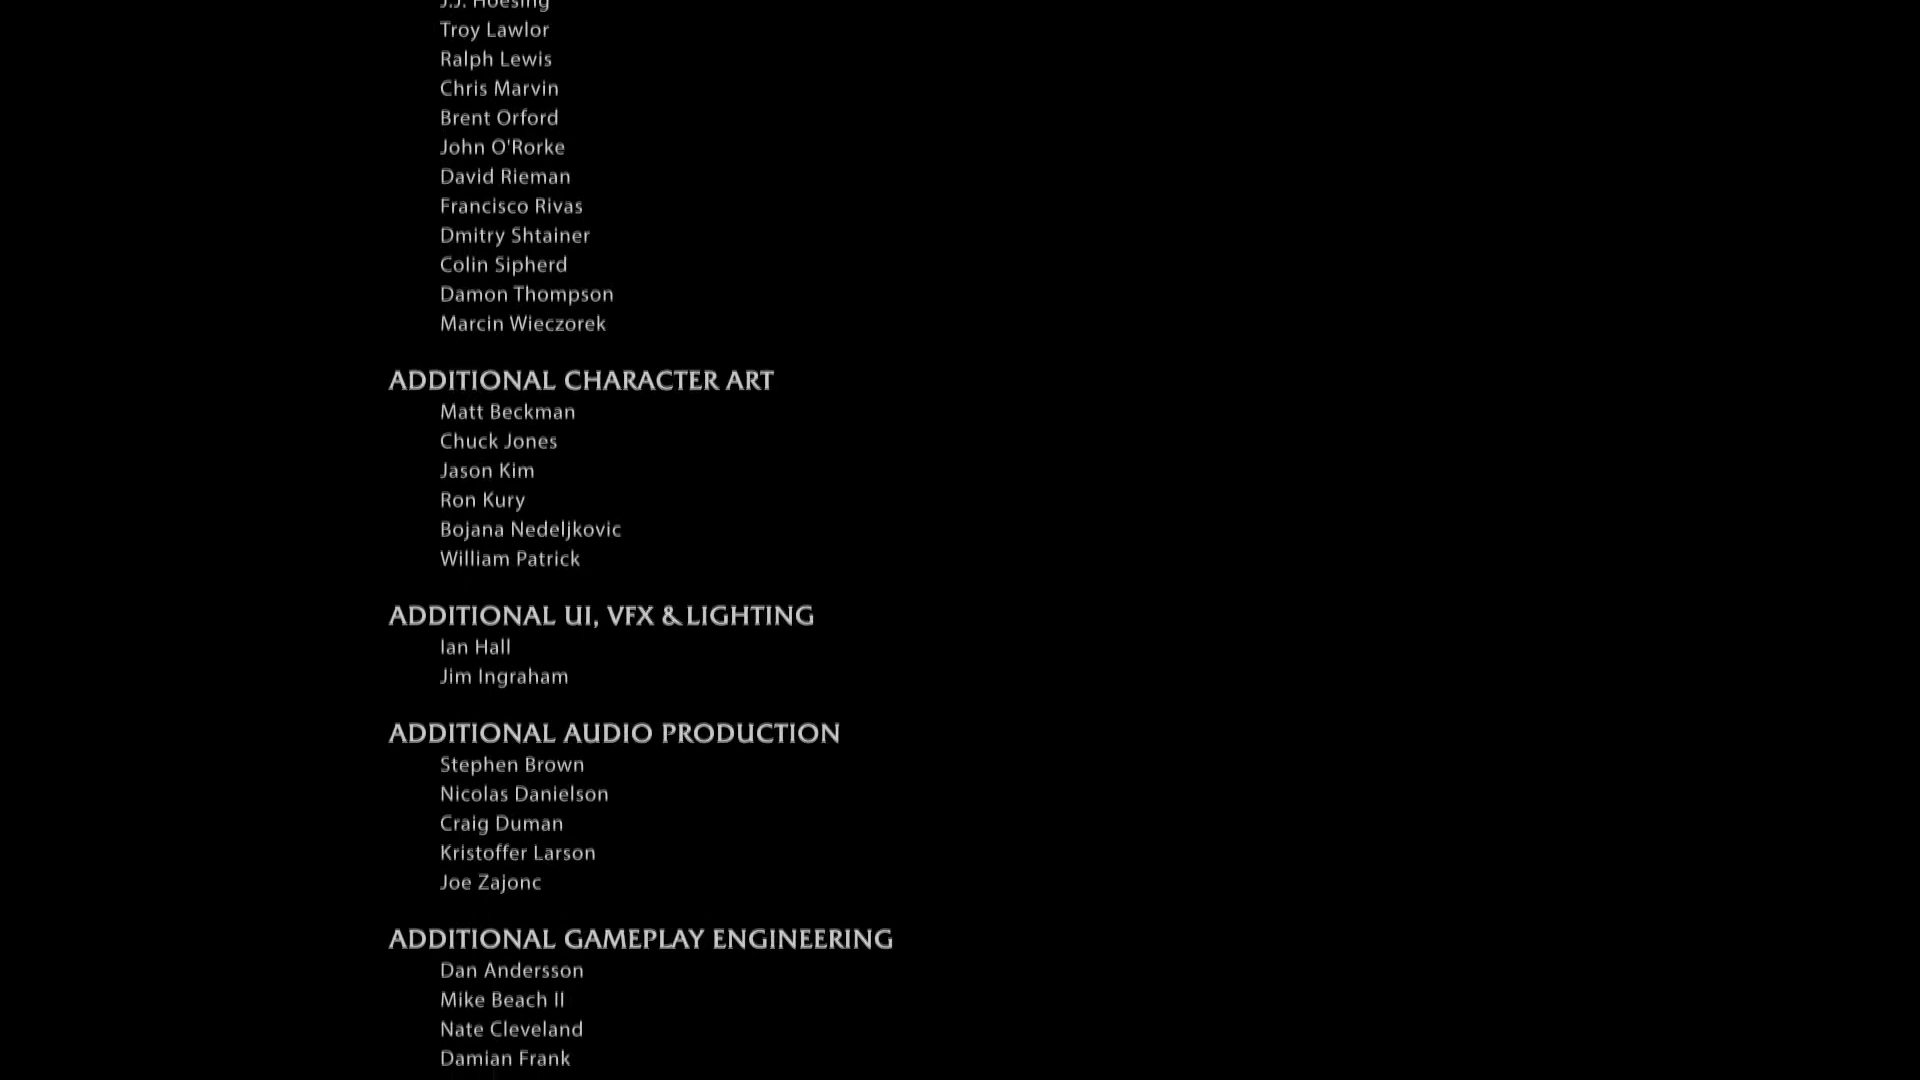 J.J. Hoesing
Troy Lawlor
Ralph Lewis
Chris Marvin
Brent Orford
John O'Rorke
David Rieman
Francisco Rivas
Dmitry Shtainer
Colin Sipherd
Damon Thompson
Marcin Wieczorek
ADDITIONAL CHARACTER ART
Matt Beckman
Chuck Jones
Jason Kim
Ron Kury
Bojana Nedeljkovic
William Patrick
ADDITIONAL UI, VFX & LIGHTING
Ian Hall
Jim Ingraham
ADDITIONAL AUDIO PRODUCTION
Stephen Brown
Nicolas Danielson
Craig Duman
Kristoffer Larson
Joe Zajonc
ADDITIONAL GAMEPLAY ENGINEERING
Dan Andersson
Mike Beach II
Nate Cleveland
Damian Frank